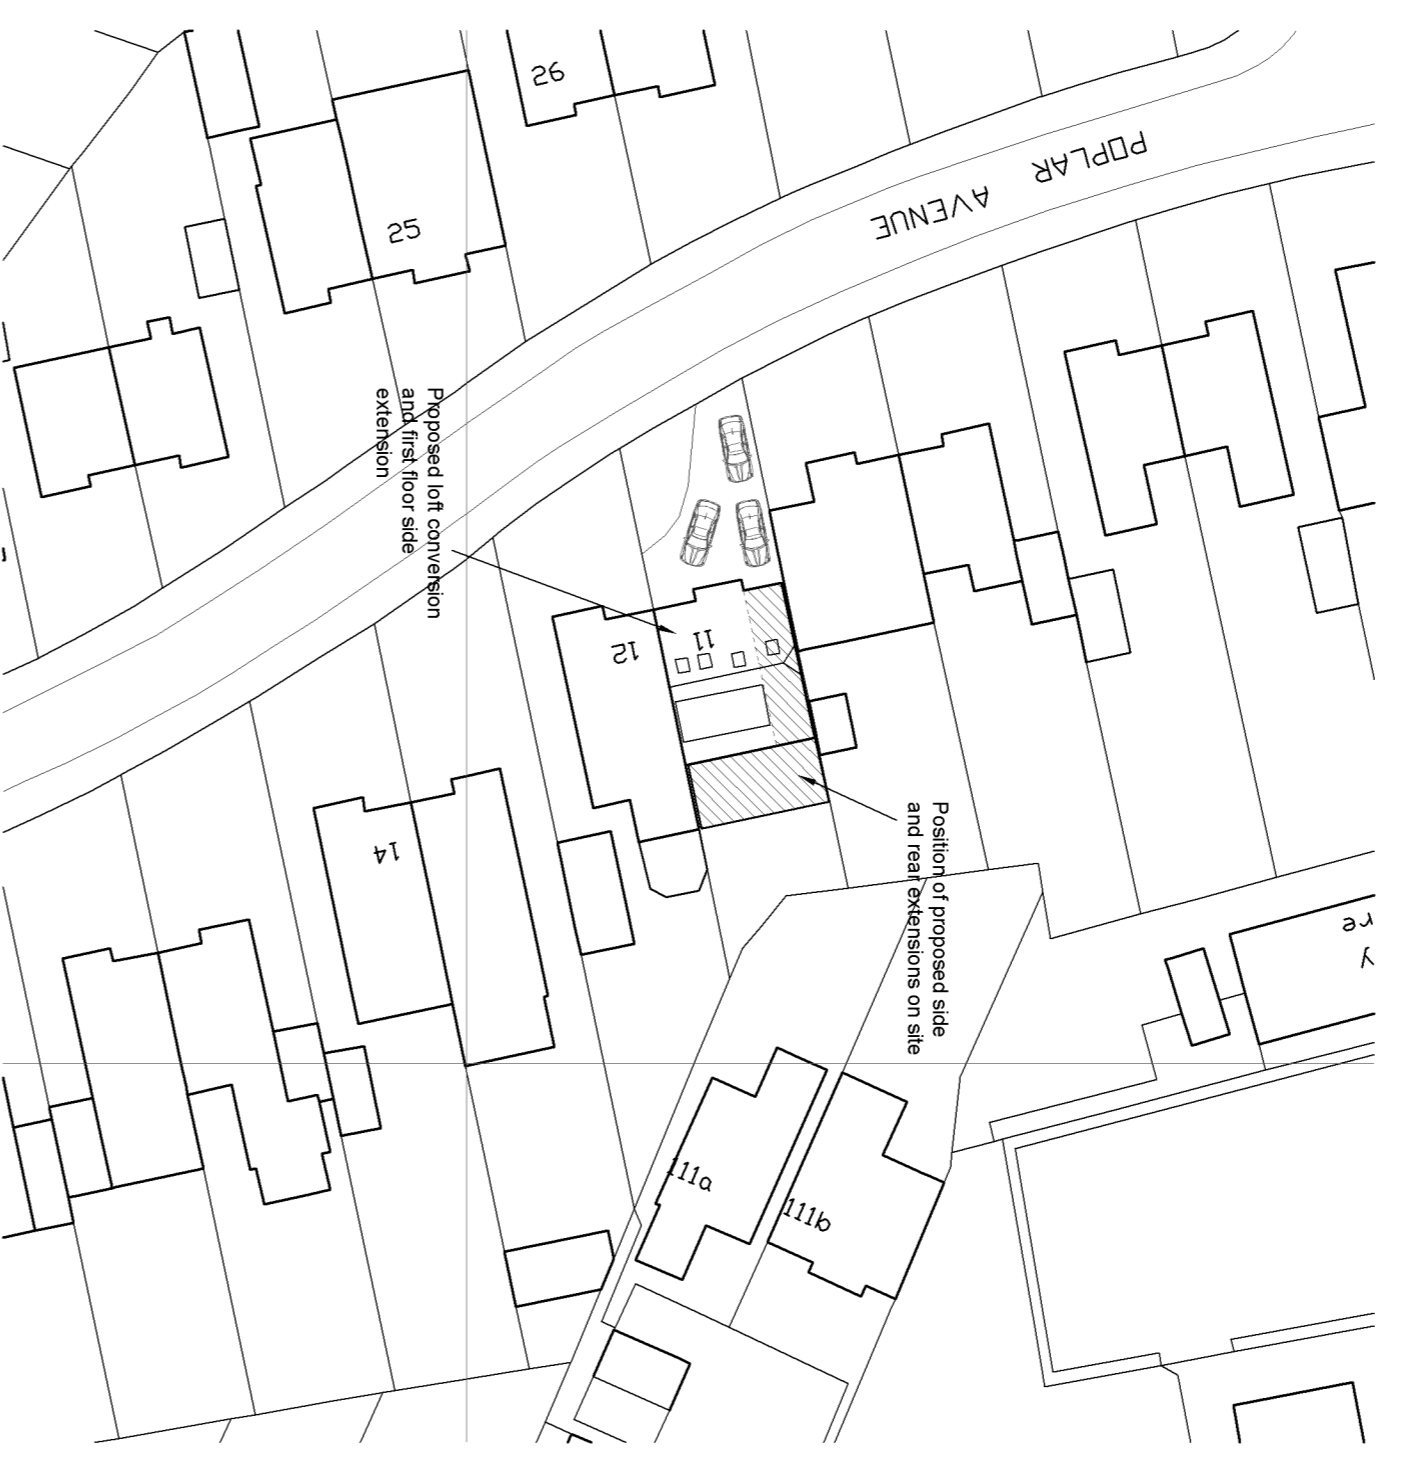 26
25
POPLAR
AVENUE
Proposed loft conversion
and first floor side
extension
11
12
14
Position of proposed side
and rear extensions on site
re
y
111a
111b